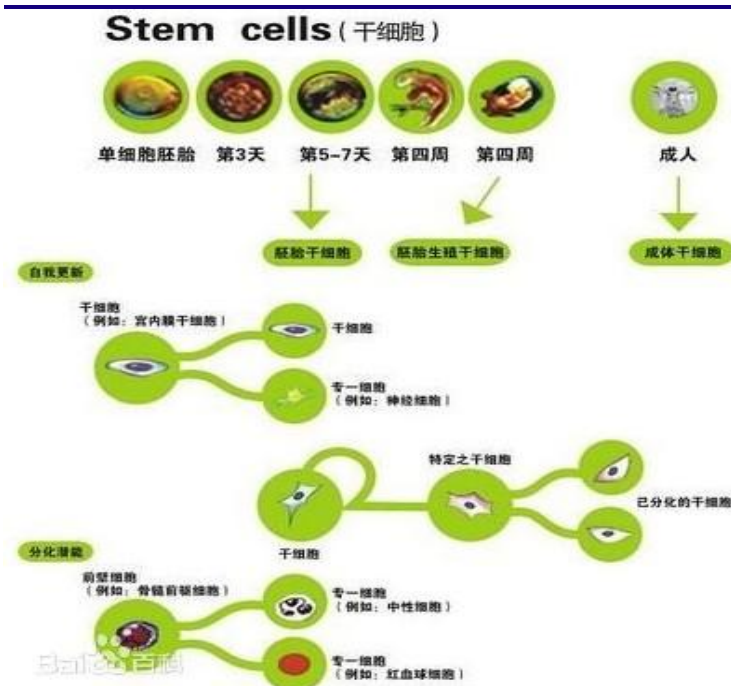 Stem cells（干细胞）
单细胞胚胎 第3天 第5-7天 第四周 第四周 成人
胚胎干细胞 胚胎生殖干细胞 成体干细胞
自我更新
干细胞
（例如：宫内膜干细胞）
干细胞
专一细胞
（例如：神经细胞）
特定之干细胞
已分化的干细胞
干细胞
分化潜能
前堅细胞
（例如：骨髓前驱细胞）
专一细胞
（例如：中性细胞）
专一细胞
（例如：红血球细胞）
Baidu百科